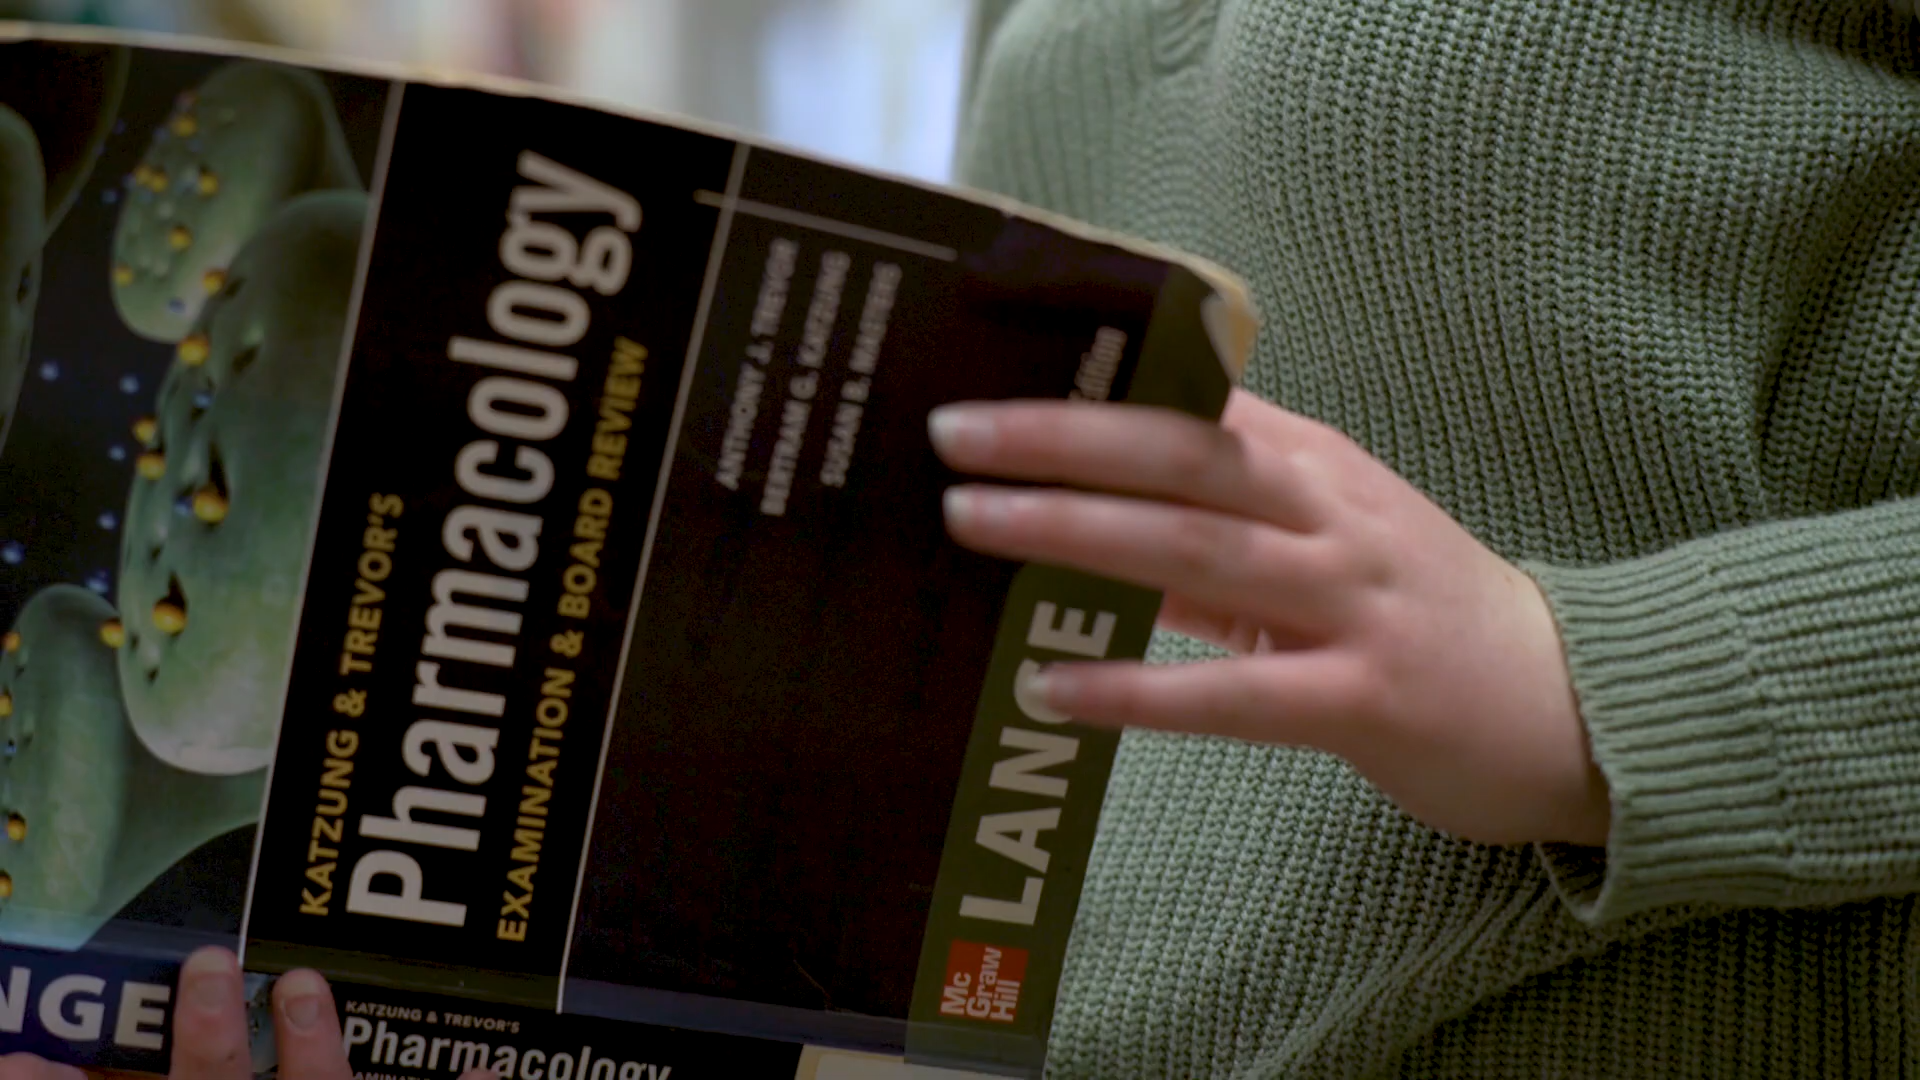 KATZUNG & TREVOR'S
Pharmacology
EXAMINATION & BOARD REVIEW
ANTHONY J. TREVOR
BERTRAM G. KATZUNG
SUSAN B. MASTERS
LANGE
Mc
Graw
Hill
NGE
KATZUNG & TREVOR'S
Pharmacology